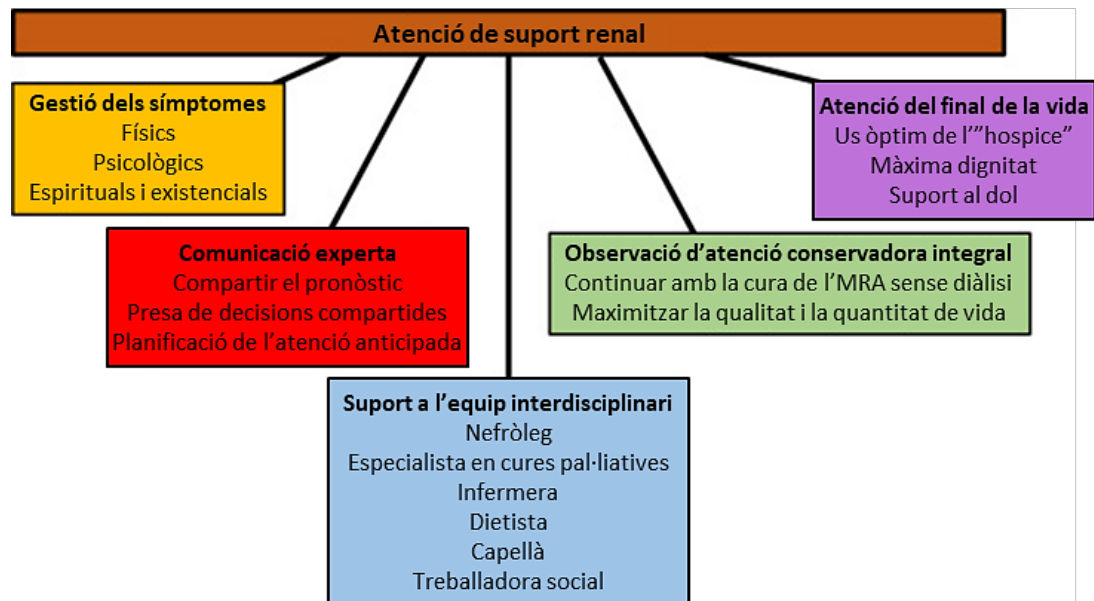 Atenció de suport renal
Gestió dels símptomes
Físics
Psicològics
Espirituals i existencials
Comunicació experta
Compartir el pronòstic
Presa de decisions compartides
Planificació de l’atenció anticipada
Suport a l’equip interdisciplinari
Nefròleg
Especialista en cures pal·liatives
Infermera
Dietista
Capellà
Treballadora social
Observació d’atenció conservadora integral
Continuar amb la cura de l’MRA sense diàlisi
Maximitzar la qualitat i la quantitat de vida
Atenció del final de la vida
Us òptim de l’”hospice”
Màxima dignitat
Suport al dol